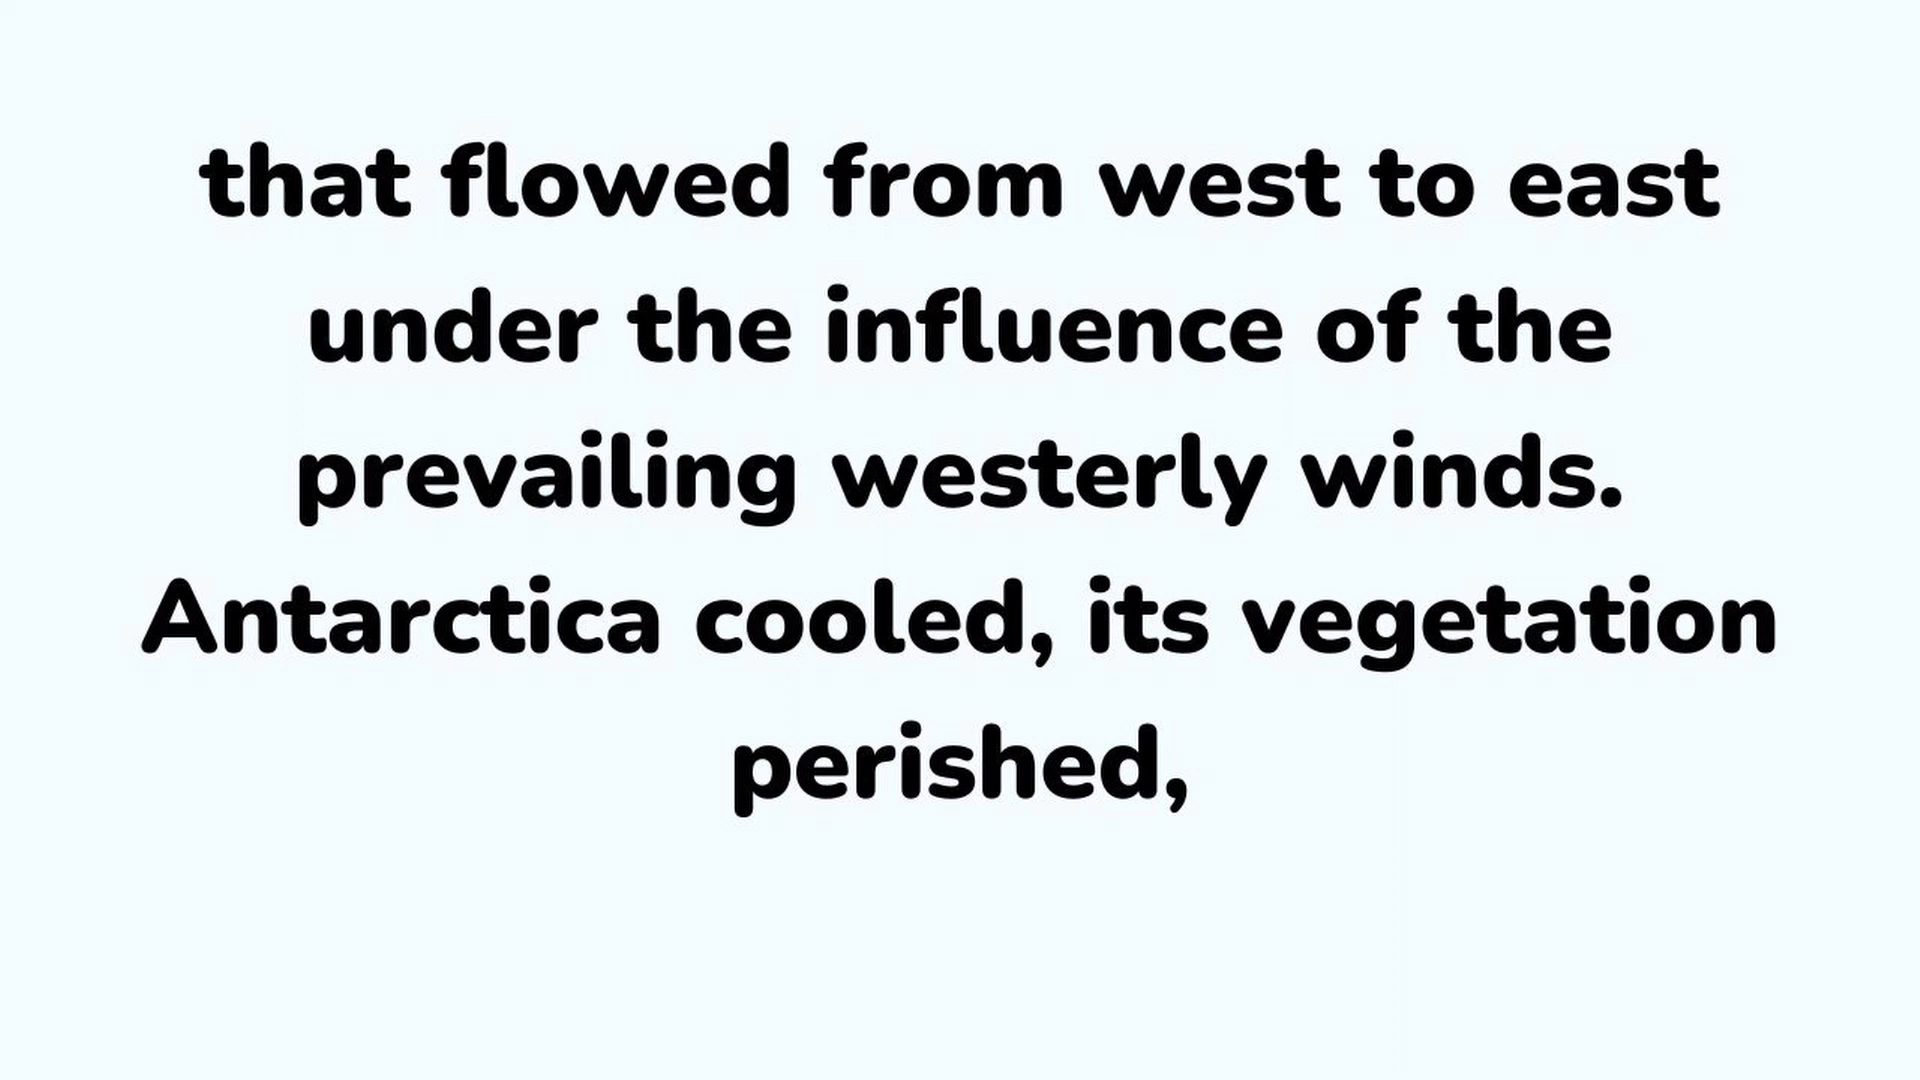 that flowed from west to east
under the influence of the
prevailing westerly winds.
Antarctica cooled, its vegetation
perished,